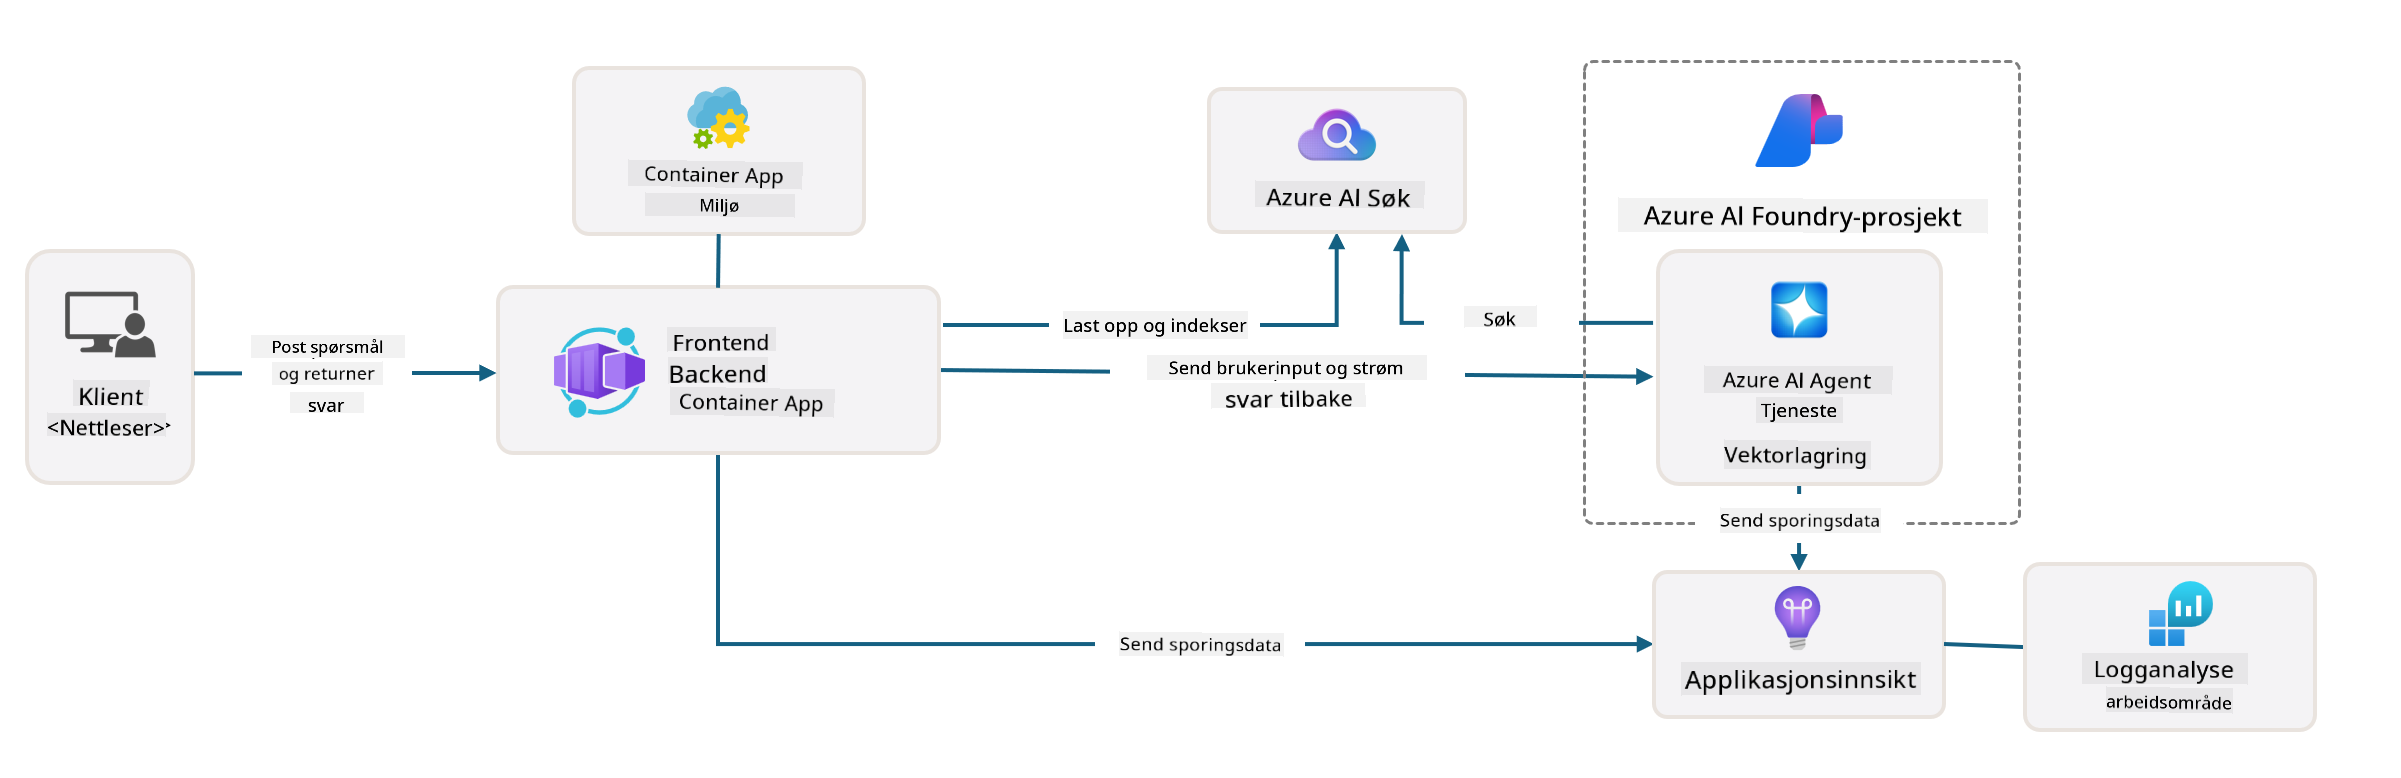 Container App
Miljø
Azure AI Søk
Azure AI Foundry-prosjekt
Klient
<Nettleser>
Post spørsmål
og returner
svar
Frontend
Backend
Container App
Last opp og indekser
Søk
Send brukerinput og strøm
svar tilbake
Azure AI Agent
Tjeneste
Vektorlagring
Send sporingsdata
Send sporingsdata
Applikasjonsinnsikt
Logganalyse
arbeidsområde